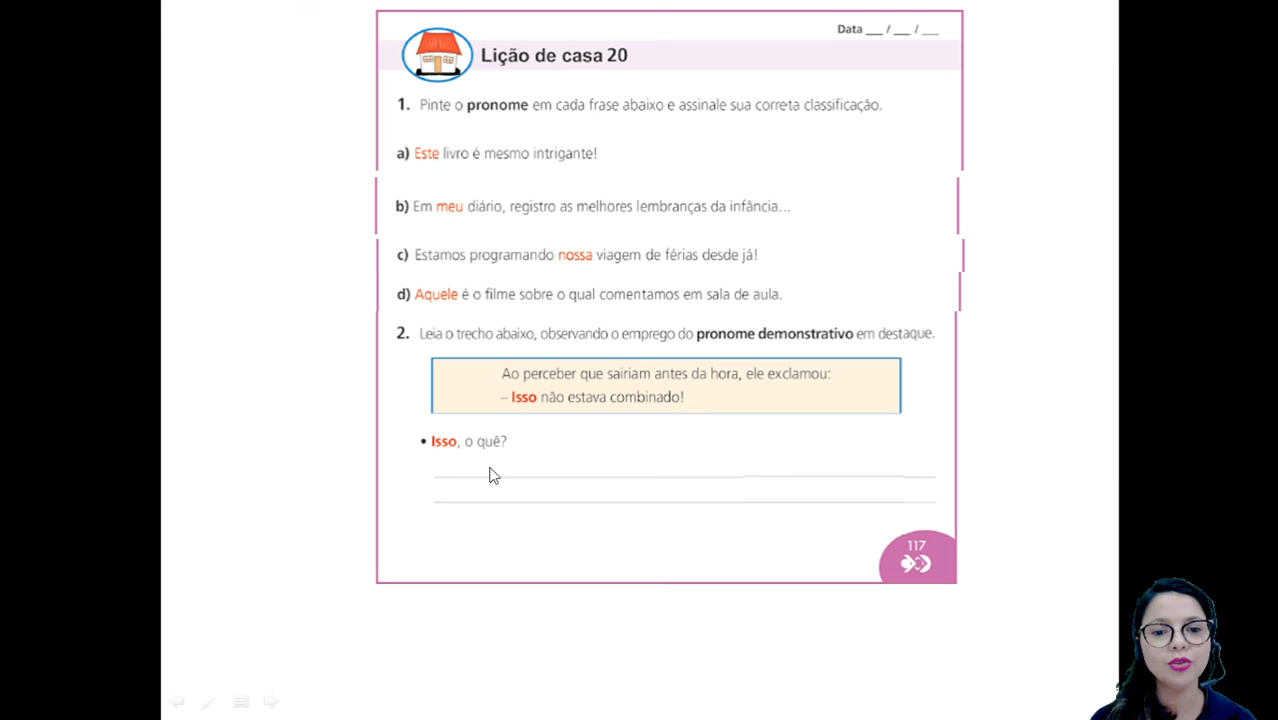 Data ___ / ___ / ___
Lição de casa 20
1. Pinte o pronome em cada frase abaixo e assinale sua correta classificação.
a) Este livro é mesmo intrigante!
b) Em meu diário, registro as melhores lembranças da infância...
c) Estamos programando nossa viagem de férias desde já!
d) Aquele é o filme sobre o qual comentamos em sala de aula.
2. Leia o trecho abaixo, observando o emprego do pronome demonstrativo em destaque.
Ao perceber que sairiam antes da hora, ele exclamou:
– Isso não estava combinado!
• Isso, o quê?
117